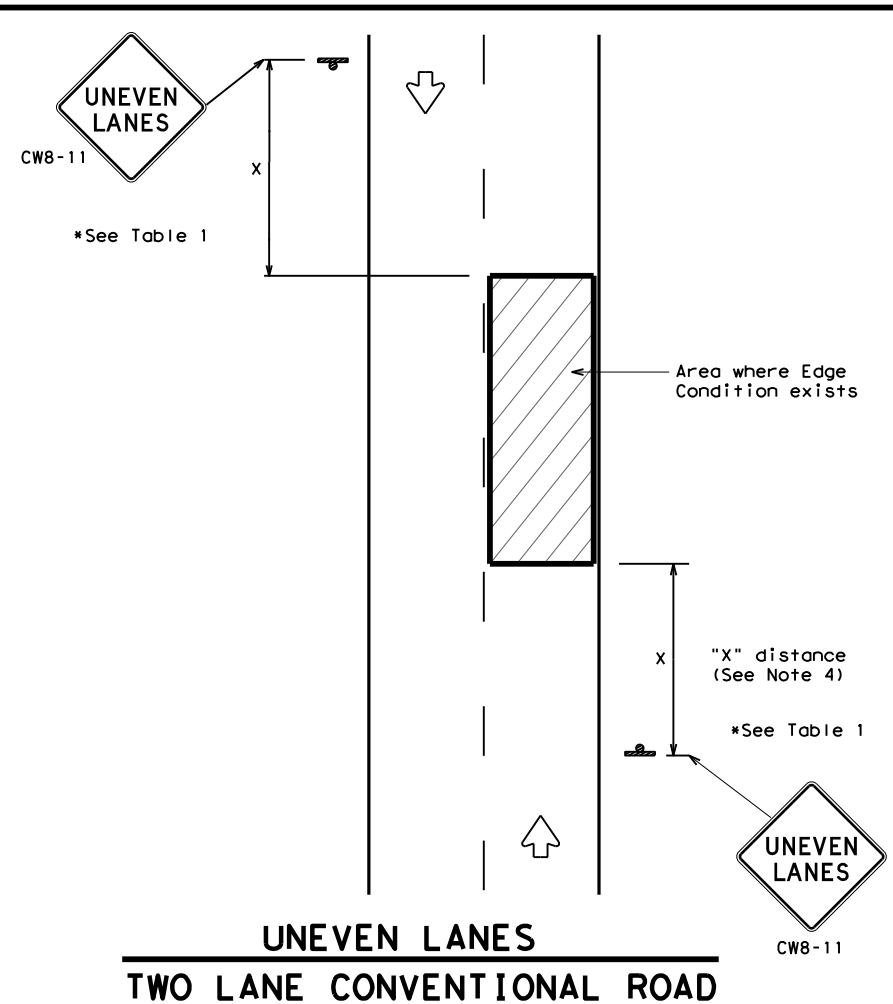 UNEVEN
LANES
CW8-11
X
*See Table 1
Area where Edge
Condition exists
X
"X" distance
(See Note 4)
*See Table 1
UNEVEN
LANES
CW8-11
UNEVEN LANES
TWO LANE CONVENTIONAL ROAD